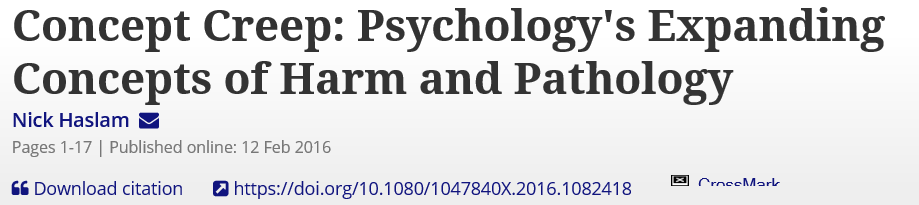 Concept Creep: Psychology's Expanding
Concepts of Harm and Pathology
Nick Haslam
Pages 1-17 | Published online: 12 Feb 2016
Download citation https://doi.org/10.1080/1047840X.2016.1082418 CrossMark